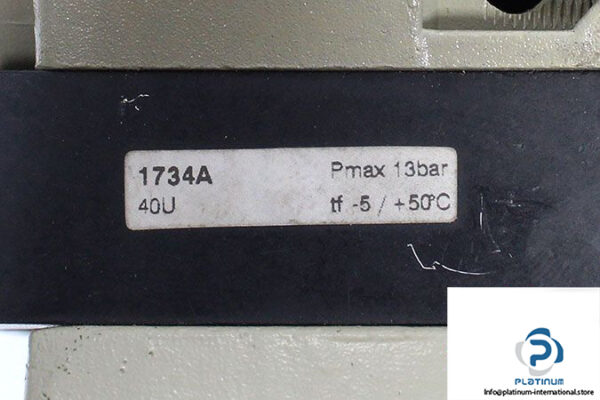 1734A Pmax 13bar
40U tf -5 / +50°C
PLATINUM
Info@platinum-international.store